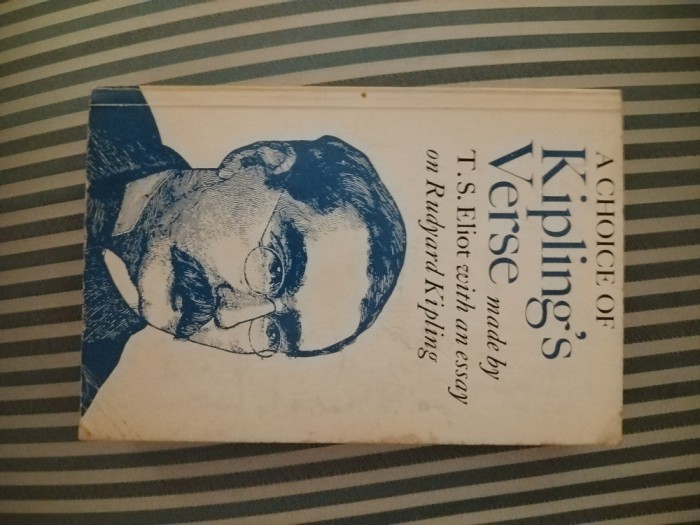 A CHOICE OF
Kipling's
Verse made by
T. S. Eliot with an essay
on Rudyard Kipling